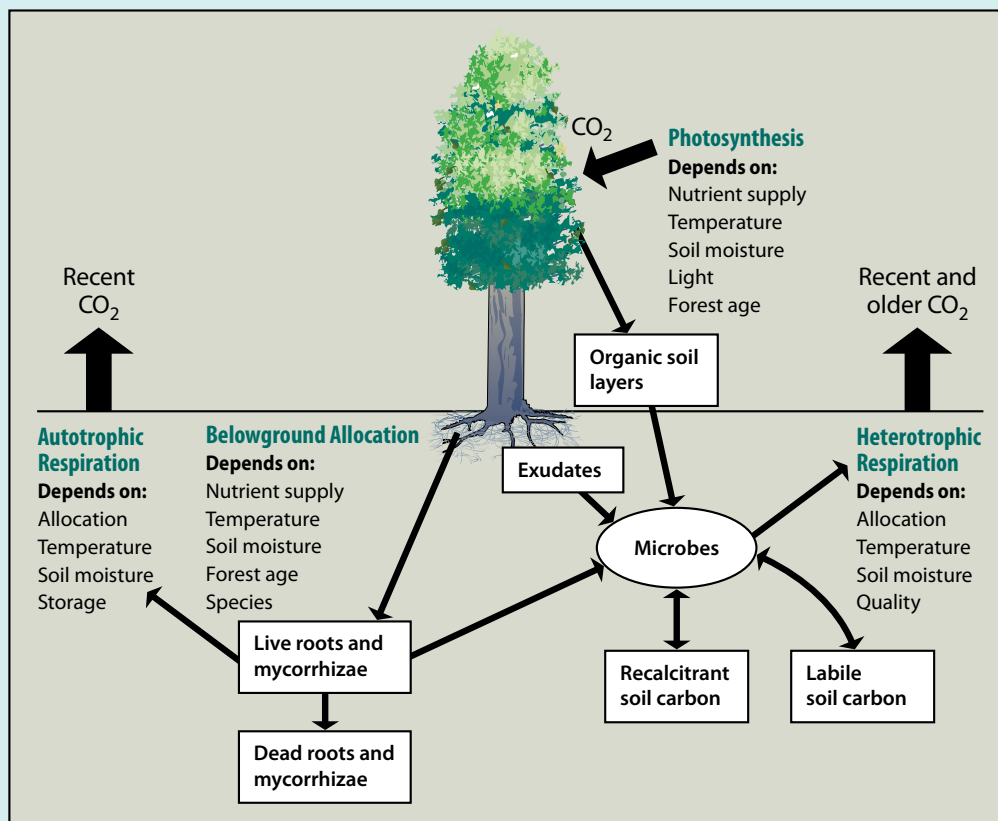 CO2
Photosynthesis
Depends on:
Nutrient supply
Temperature
Soil moisture
Light
Forest age
Recent
CO2
Recent and
older CO2
Organic soil
layers
Autotrophic
Respiration
Depends on:
Allocation
Temperature
Soil moisture
Storage
Belowground Allocation
Depends on:
Nutrient supply
Temperature
Soil moisture
Forest age
Species
Exudates
Heterotrophic
Respiration
Depends on:
Allocation
Temperature
Soil moisture
Quality
Microbes
Live roots and
mycorrhizae
Recalcitrant
soil carbon
Labile
soil carbon
Dead roots and
mycorrhizae